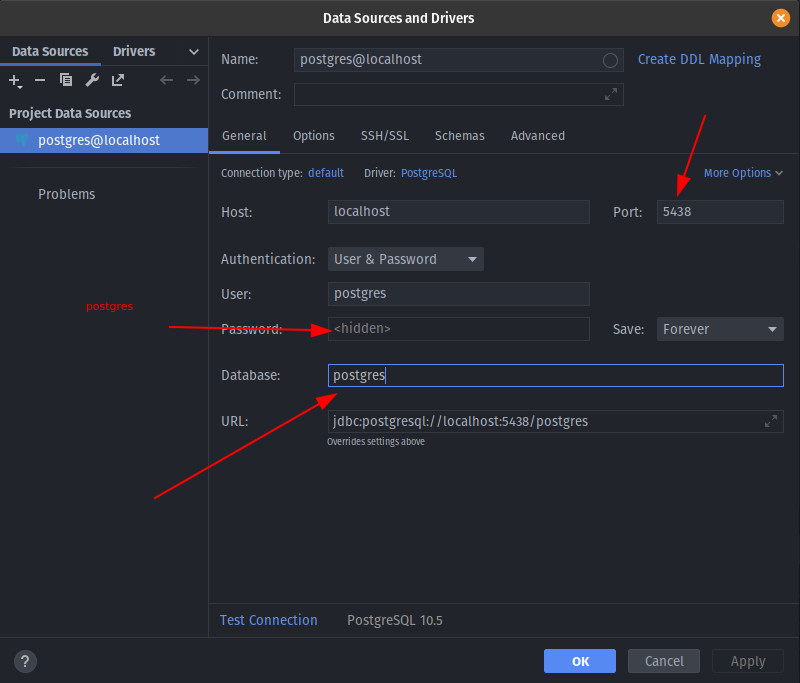 Data Sources and Drivers
Data Sources Drivers
Project Data Sources
postgres@localhost
Problems
postgres
Name: postgres@localhost Create DDL Mapping
Comment:
General Options SSH/SSL Schemas Advanced
Connection type: default Driver: PostgreSQL More Options
Host: localhost Port: 5438
Authentication: User & Password
User: postgres
Password: <hidden> Save: Forever
Database: postgres
URL: jdbc:postgresql://localhost:5438/postgres
Overrides settings above
Test Connection PostgreSQL 10.5
? OK Cancel Apply